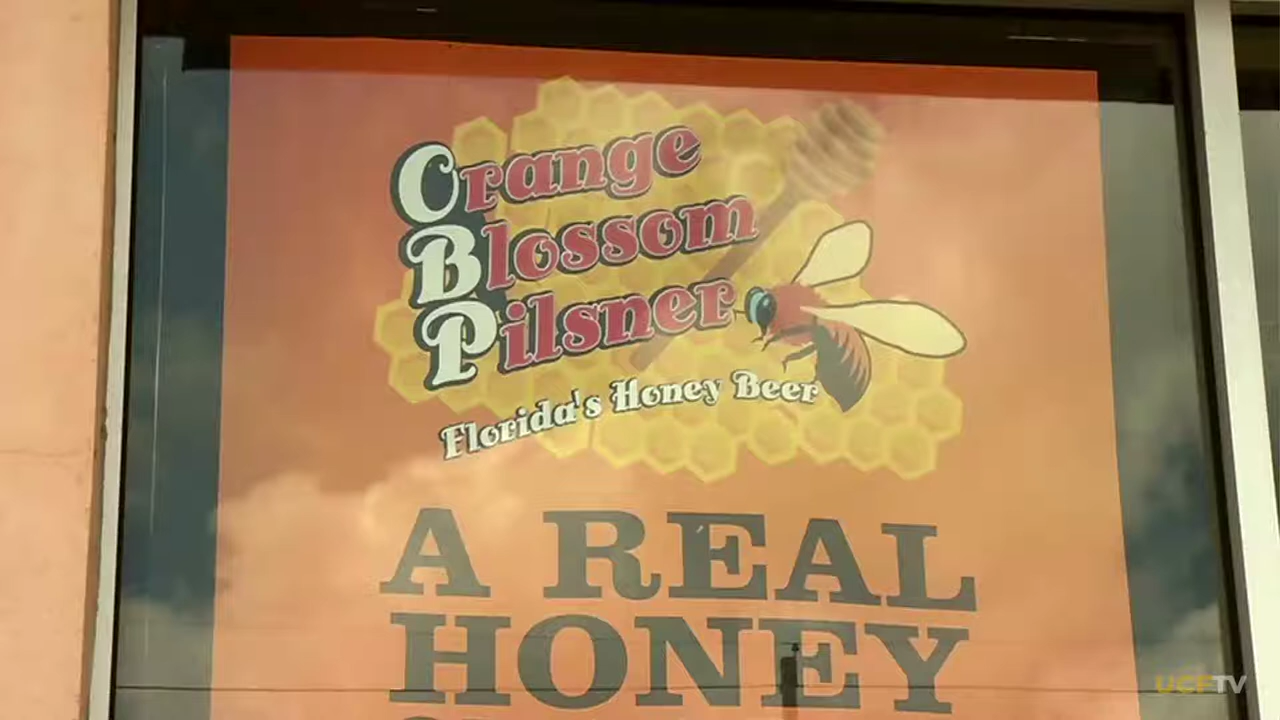 Orange
Blossom
Pilsner
Florida's Honey Beer
A REAL
HONEY
UCFTV